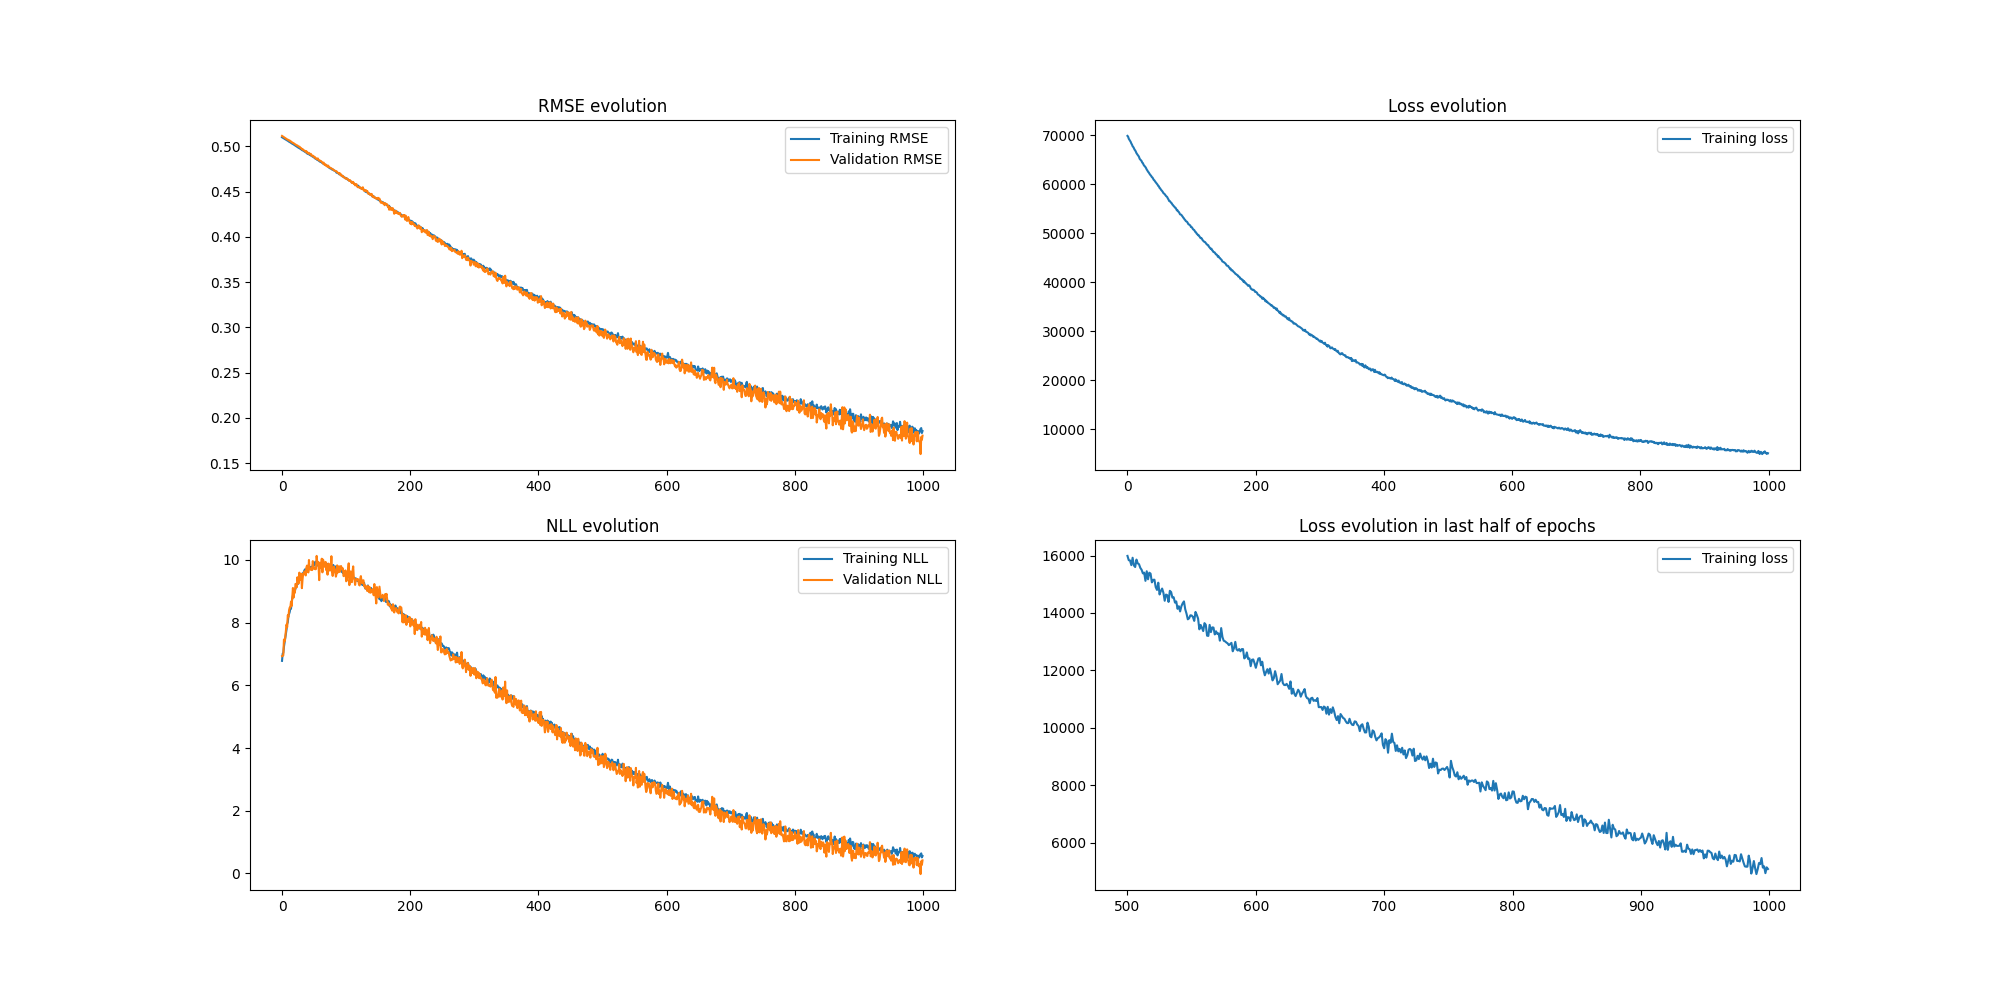 RMSE evolution
0.50
0.45
0.40
0.35
0.30
0.25
0.20
0.15
0 200 400 600 800 1000
Training RMSE
Validation RMSE
Loss evolution
70000
60000
50000
40000
30000
20000
10000
0 200 400 600 800 1000
Training loss
NLL evolution
10
8
6
4
2
0
0 200 400 600 800 1000
Training NLL
Validation NLL
Loss evolution in last half of epochs
16000
14000
12000
10000
8000
6000
500 600 700 800 900 1000
Training loss